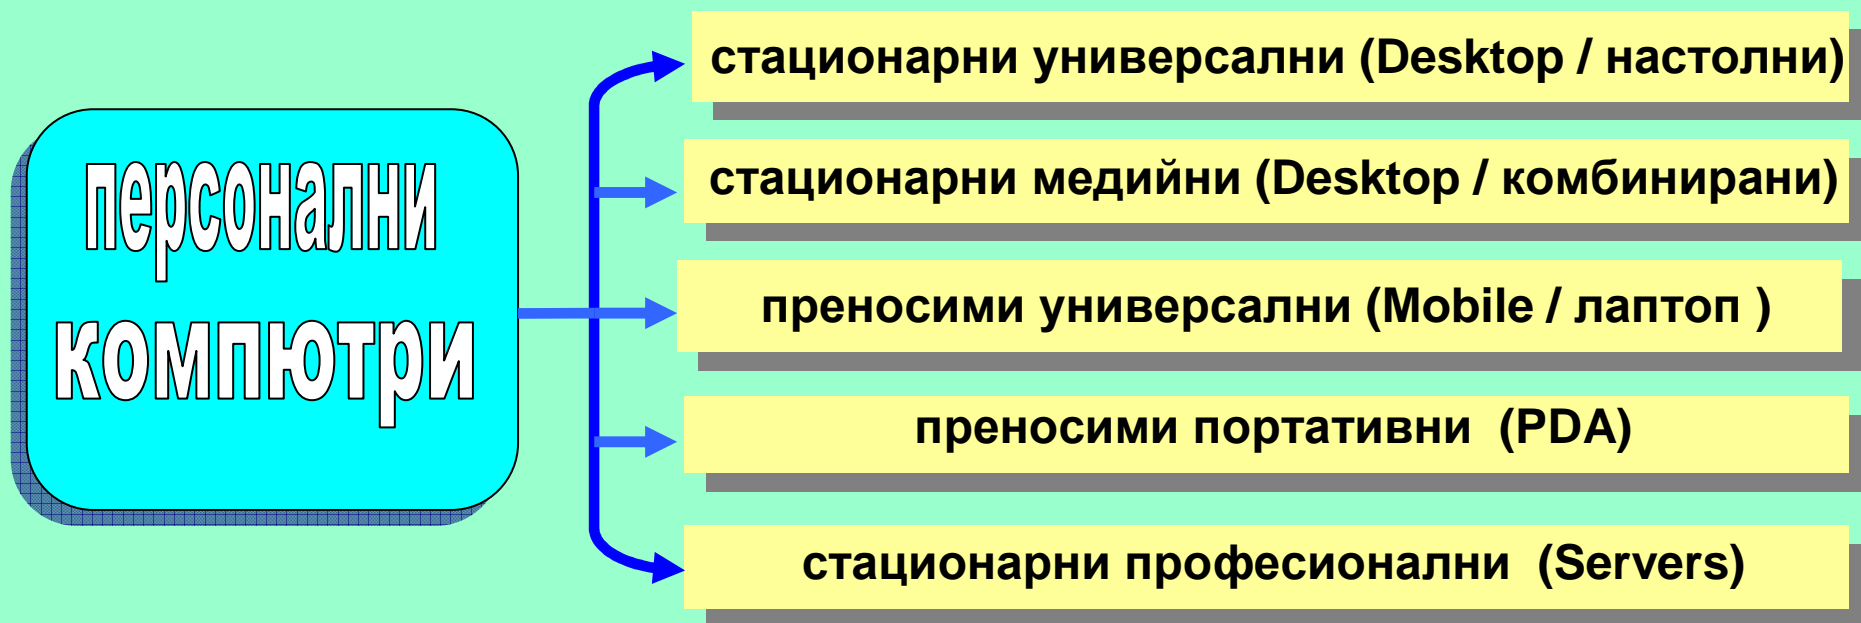 персонални
компютри
стационарни универсални (Desktop / настолни)
стационарни медийни (Desktop / комбинирани)
преносими универсални (Mobile / лаптоп )
преносими портативни (PDA)
стационарни професионални (Servers)